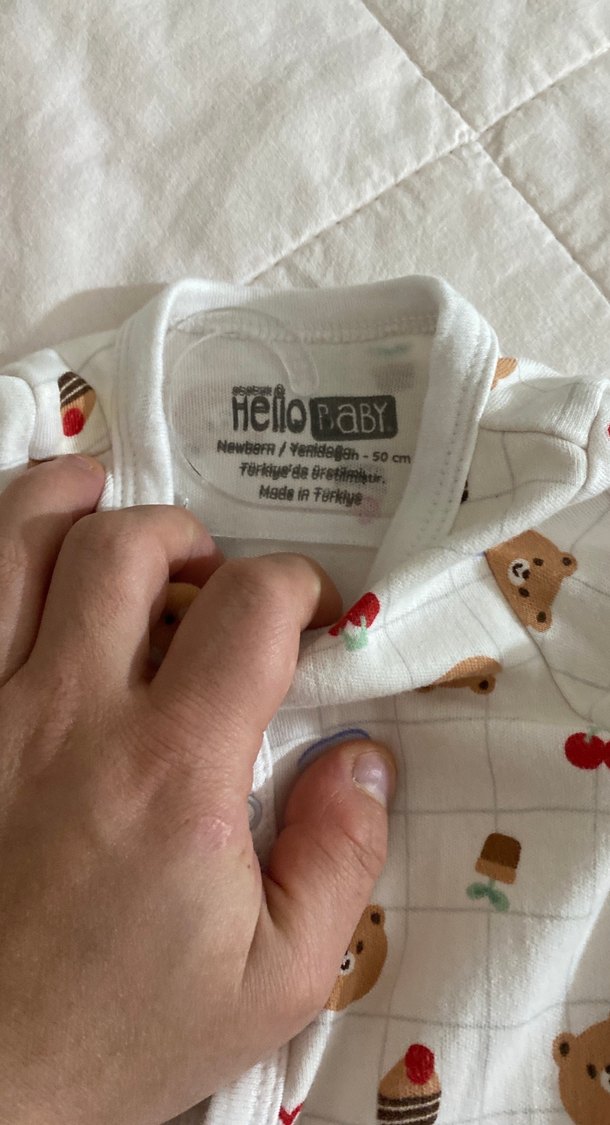 Hello BABY
Newborn / Yenidoğan - 50 cm
Türkiye'de üretilmiştir.
Made in Türkiye